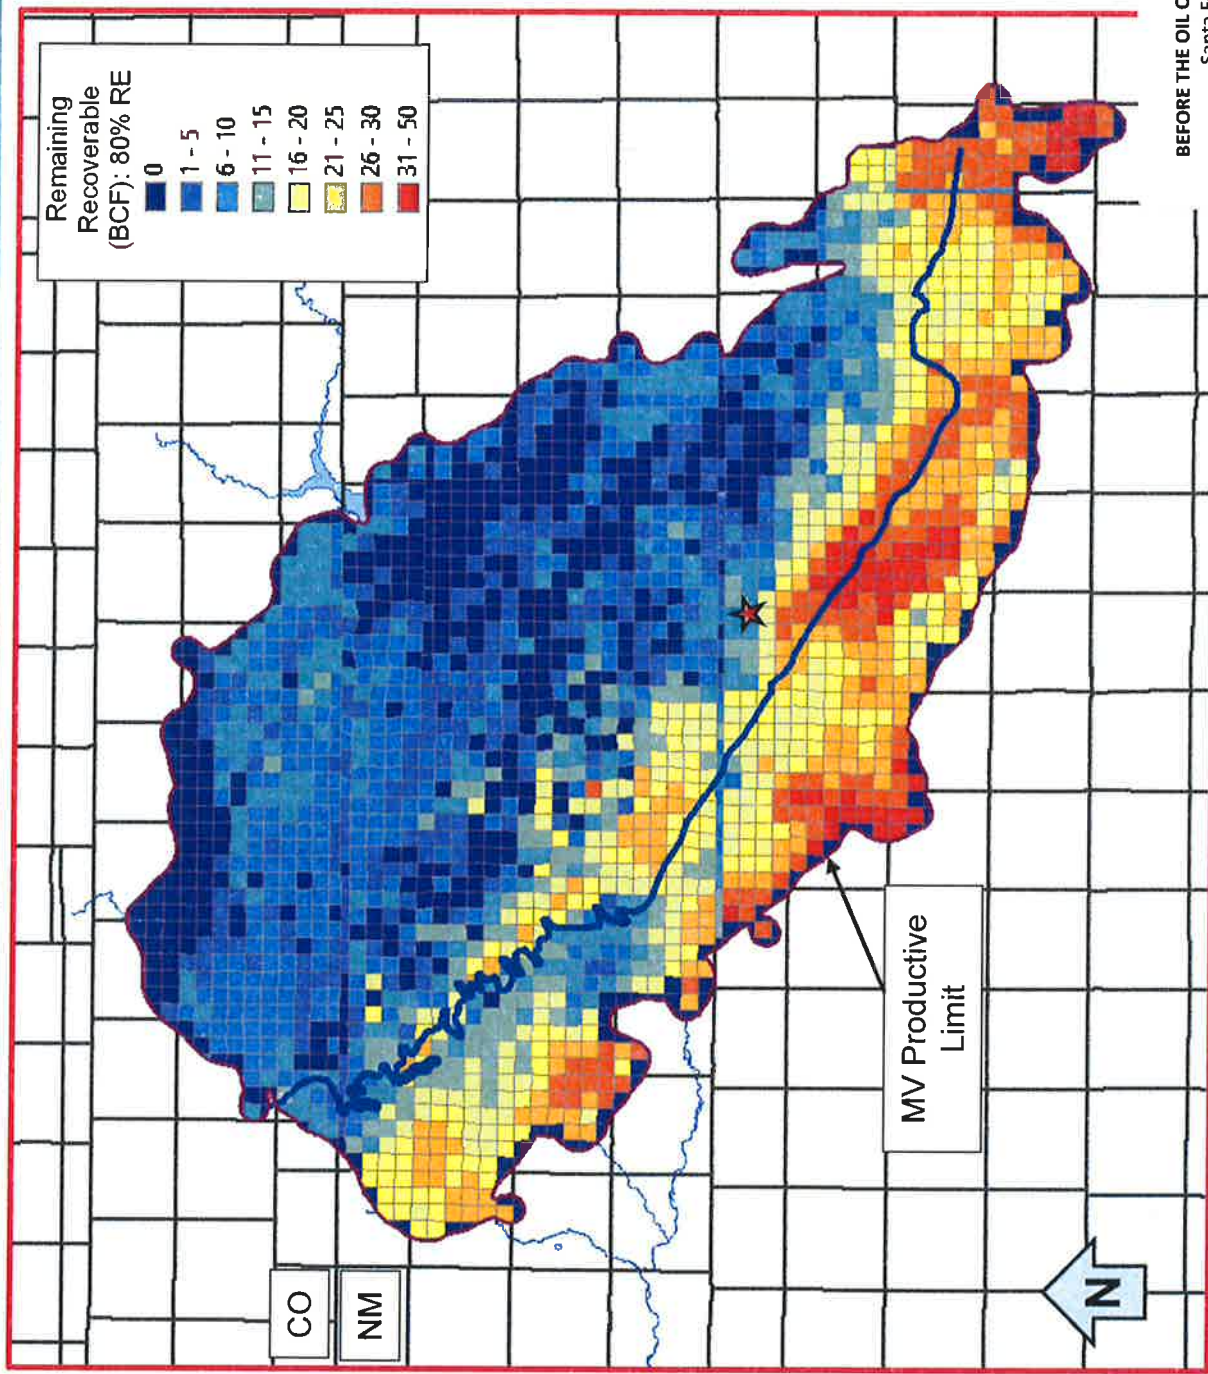 Remaining
Recoverable
(BCF): 80% RE
0
1 - 5
6 - 10
11 - 15
16 - 20
21 - 25
26 - 30
31 - 50
CO
NM
MV Productive
Limit
N
BEFORE THE OIL
Santa